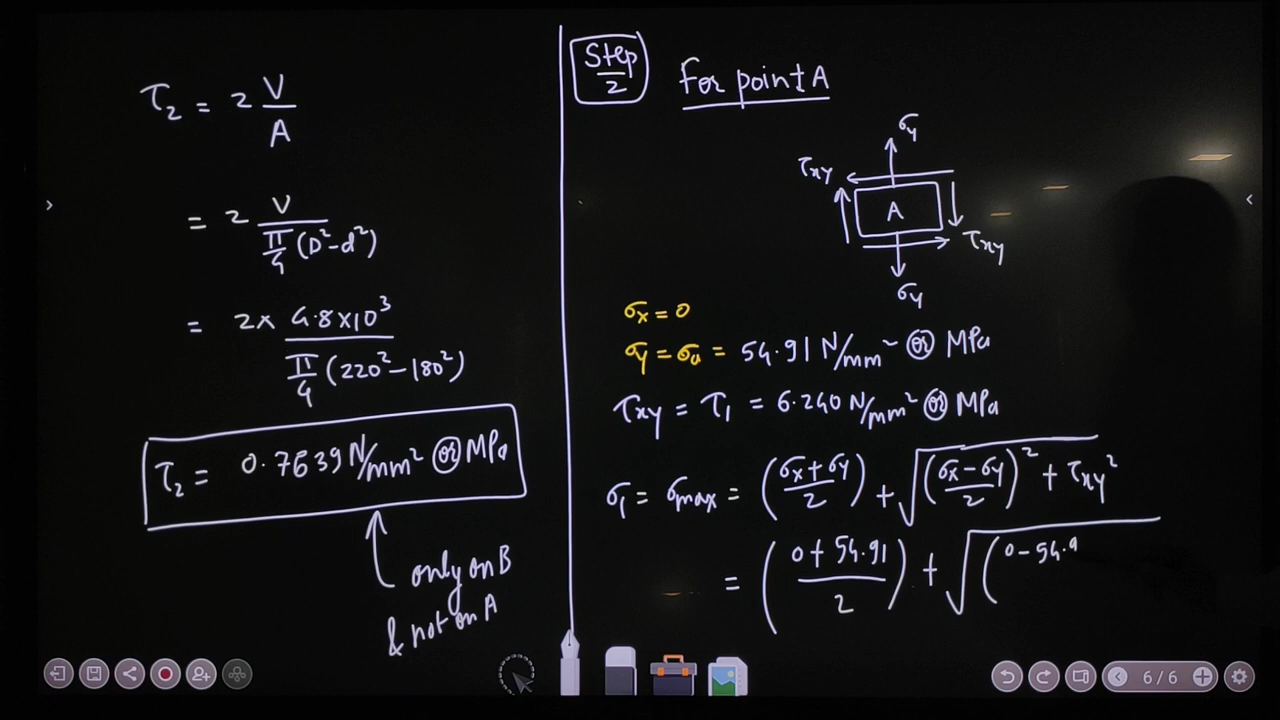 τ₂ = 2 V/A
= 2 V/(π/4 (D²-d²))
= 2× 4.8×10³/(π/4 (220²-180²))
τ₂ = 0.7639 N/mm² or MPa
only on B
& not on A
Step 2
For point A
σy
τxy
A
τxy
σy
σx = 0
σy = σa = 54.91 N/mm² or MPa
τxy = τ₁ = 6.240 N/mm² or MPa
σ₁ = σmax = ((σx+σy)/2) + √(((σx-σy)/2)² + τxy²)
= ((0+54.91)/2) + √((0-54.9
6/6